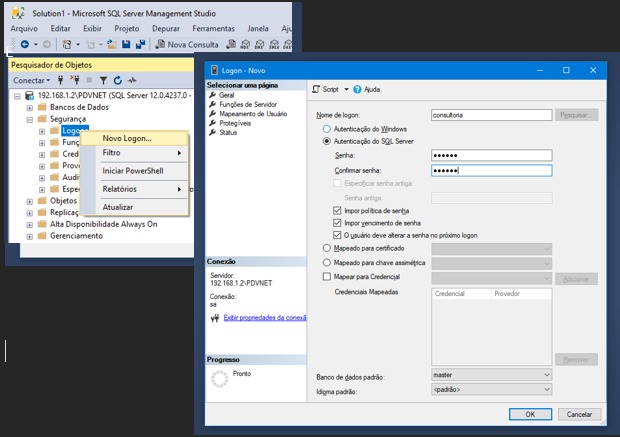 Solution1 - Microsoft SQL Server Management Studio
Arquivo Editar Exibir Projeto Depurar Ferramentas Janela Aju
Nova Consulta
Pesquisador de Objetos
Conectar
192.168.1.2\PDVNET (SQL Server 12.0.4237.0 -
Bancos de Dados
Segurança
Logon
Novo Logon...
Funç
Filtro
Cred
Iniciar PowerShell
Prove
Audit
Relatórios
Espec
Objetos
Atualizar
Replicaç
Alta Disponibilidade Always On
Gerenciamento
Logon - Novo
Selecionar uma página
Geral
Funções de Servidor
Mapeamento de Usuário
Protegíveis
Status
Script
Ajuda
Nome de logon:
consultoria
Pesquisar...
Autenticação do Windows
Autenticação do SQL Server
Senha:
Confirmar senha:
Especificar senha antiga
Senha antiga:
Impor política de senha
Impor vencimento de senha
O usuário deve alterar a senha no próximo logon
Mapeado para certificado
Mapeado para chave assimétrica
Mapear para Credencial
Adicionar
Credenciais Mapeadas
Credencial
Provedor
Remover
Banco de dados padrão:
master
Idioma padrão:
<padrão>
Conexão
Servidor:
192.168.1.2\PDVNET
Conexão:
sa
Exibir propriedades da conexã
Progresso
Pronto
OK
Cancelar